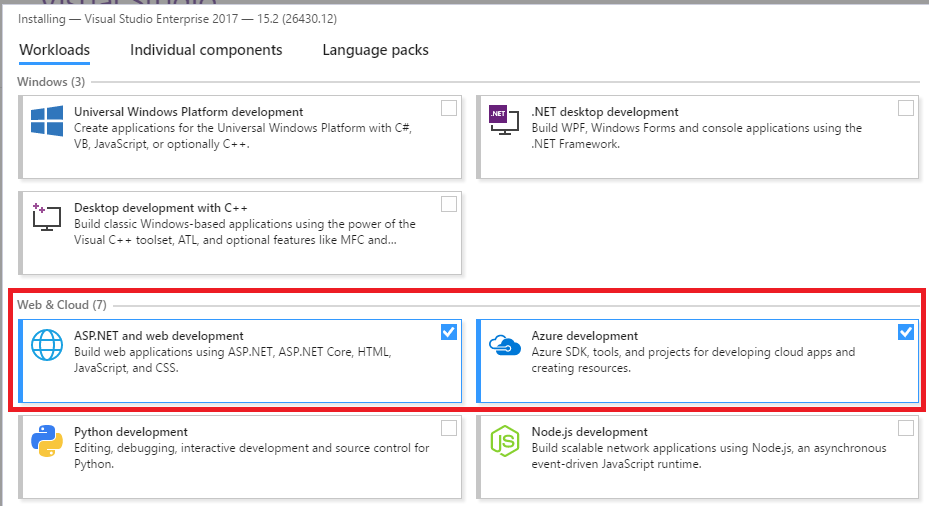 Installing — Visual Studio Enterprise 2017 — 15.2 (26430.12)
Workloads Individual components Language packs
Windows (3)
Universal Windows Platform development
Create applications for the Universal Windows Platform with C#,
VB, JavaScript, or optionally C++.
.NET
.NET desktop development
Build WPF, Windows Forms and console applications using the
.NET Framework.
Desktop development with C++
Build classic Windows-based applications using the power of the
Visual C++ toolset, ATL, and optional features like MFC and...
Web & Cloud (7)
ASP.NET and web development
Build web applications using ASP.NET, ASP.NET Core, HTML,
JavaScript, and CSS.
Azure development
Azure SDK, tools, and projects for developing cloud apps and
creating resources.
Python development
Editing, debugging, interactive development and source control for
Python.
JS
Node.js development
Build scalable network applications using Node.js, an asynchronous
event-driven JavaScript runtime.